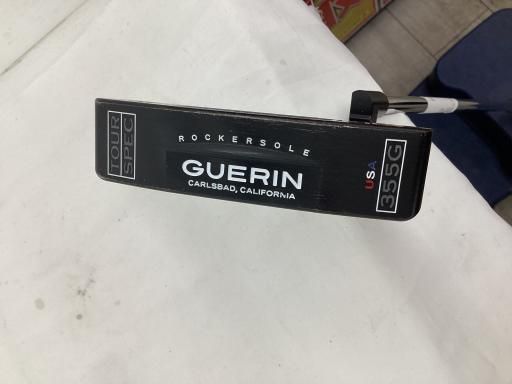 TOUR
SPEC
ROCKERSOLE
GUERIN
CARLSBAD, CALIFORNIA
USA
355G